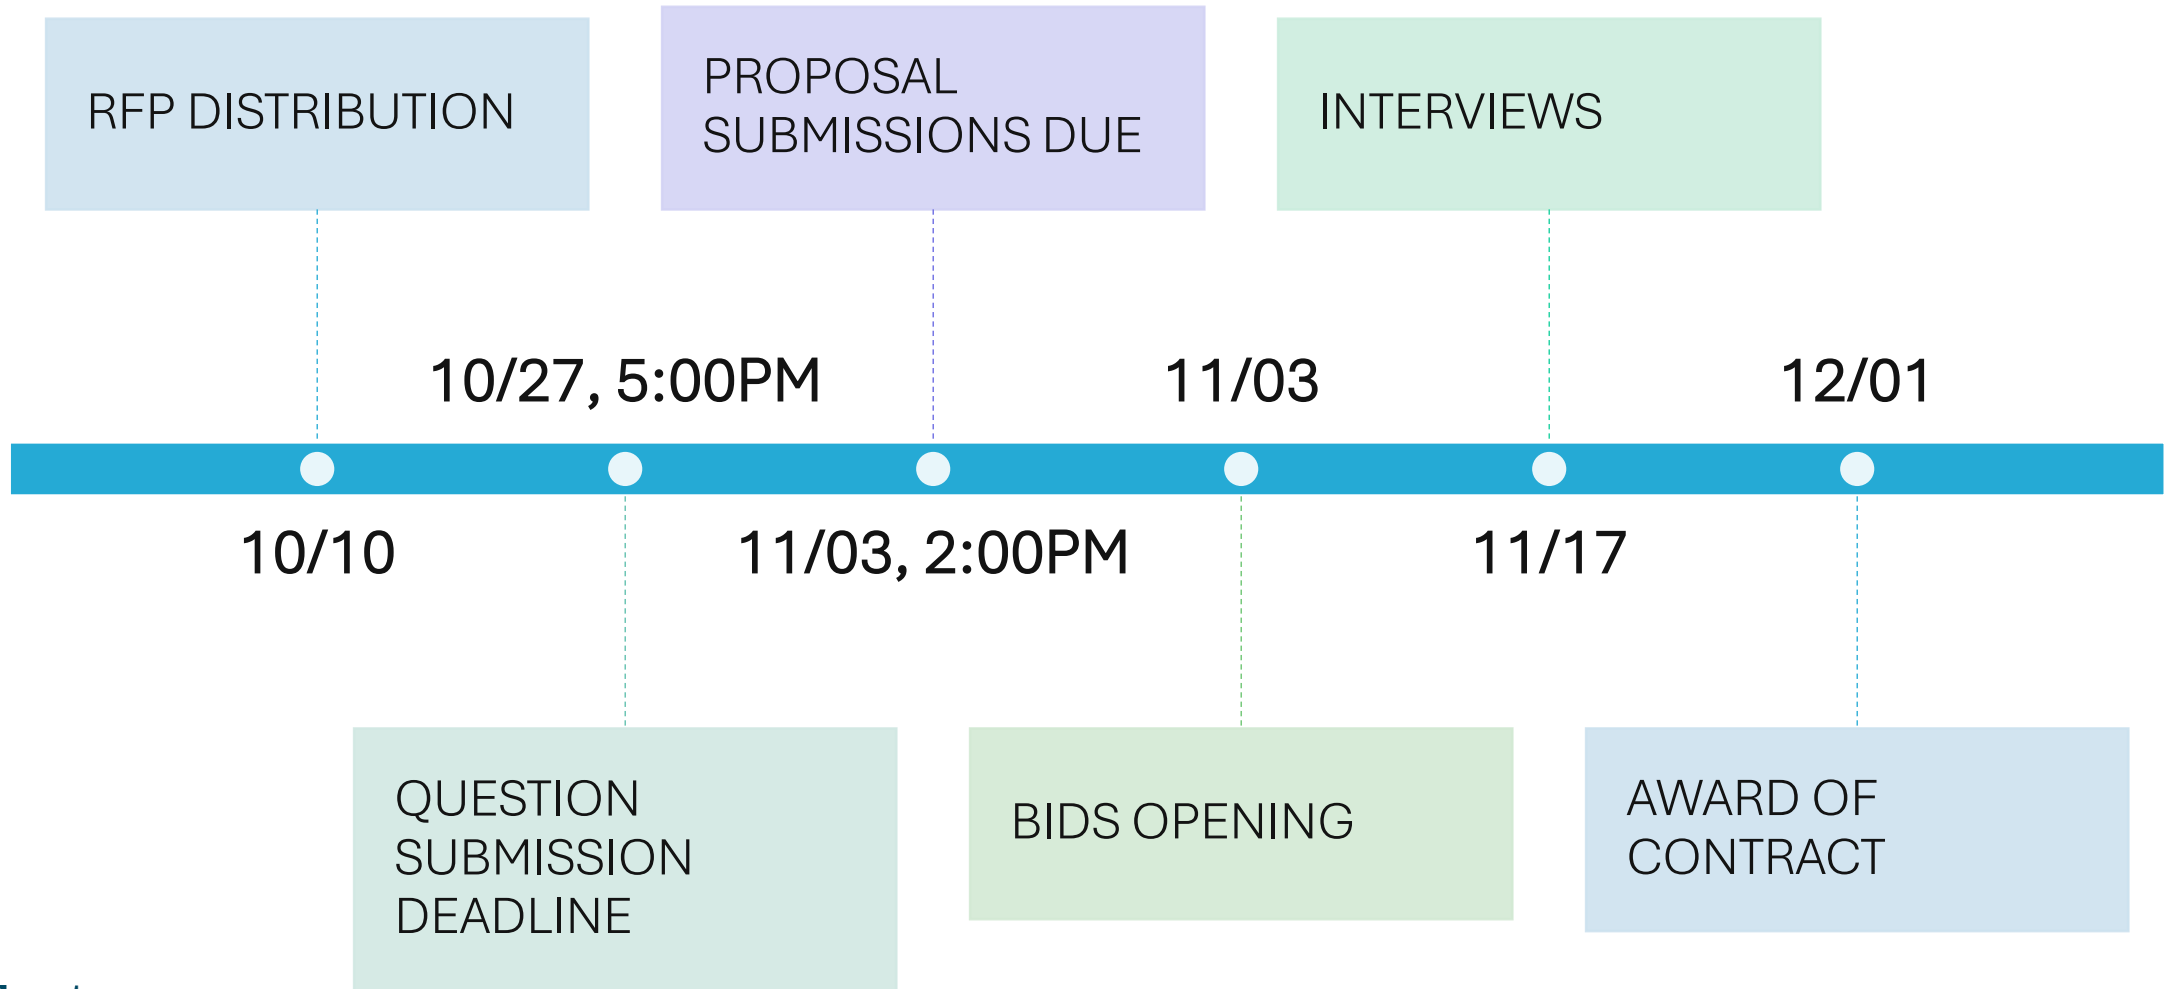 RFP DISTRIBUTION
PROPOSAL
SUBMISSIONS DUE
INTERVIEWS
10/27, 5:00PM
11/03
12/01
10/10
11/03, 2:00PM
11/17
QUESTION
SUBMISSION
DEADLINE
BIDS OPENING
AWARD OF
CONTRACT